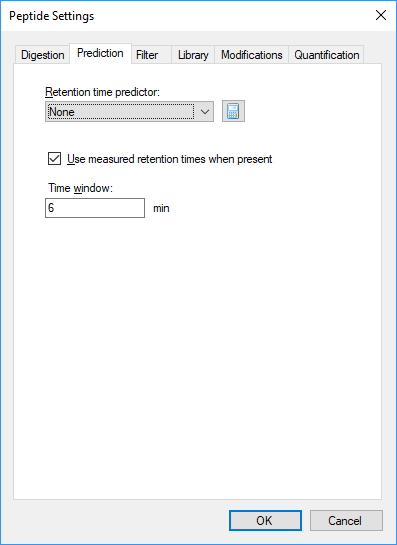 Peptide Settings
Digestion Prediction Filter Library Modifications Quantification
Retention time predictor:
None
Use measured retention times when present
Time window:
6 min
OK Cancel